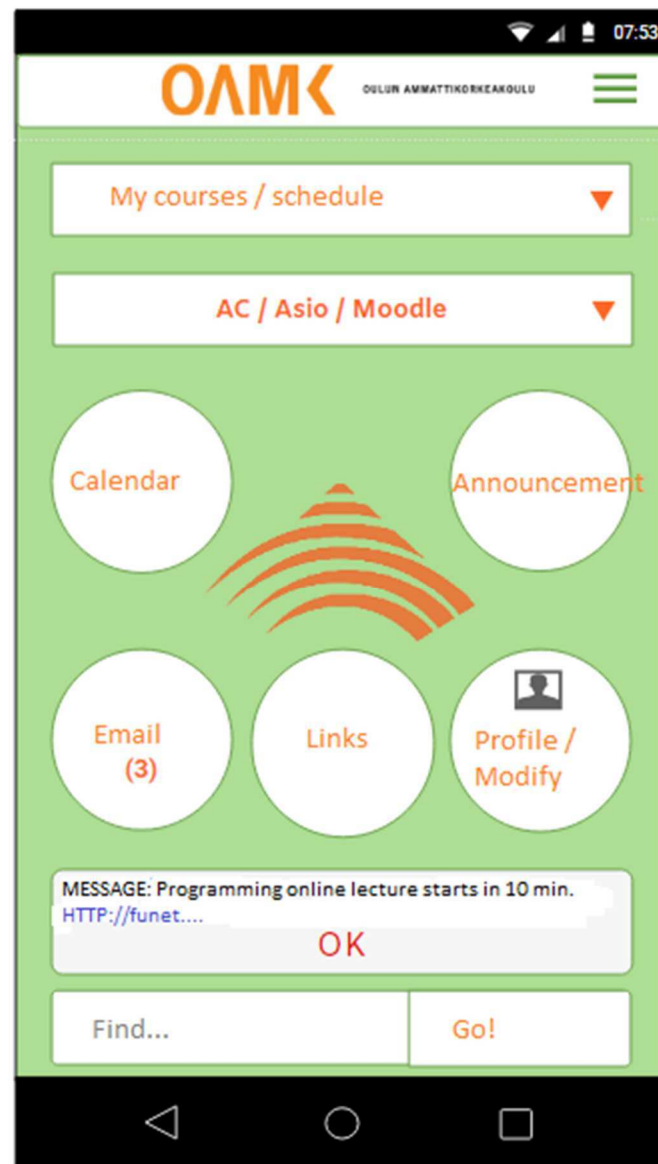 07:53
OAMK OULUN AMMATTIKORKEAKOULU
My courses / schedule
AC / Asio / Moodle
Calendar
Announcement
Email
(3)
Links
Profile /
Modify
MESSAGE: Programming online lecture starts in 10 min.
HTTP://funet....
OK
Find...
Go!